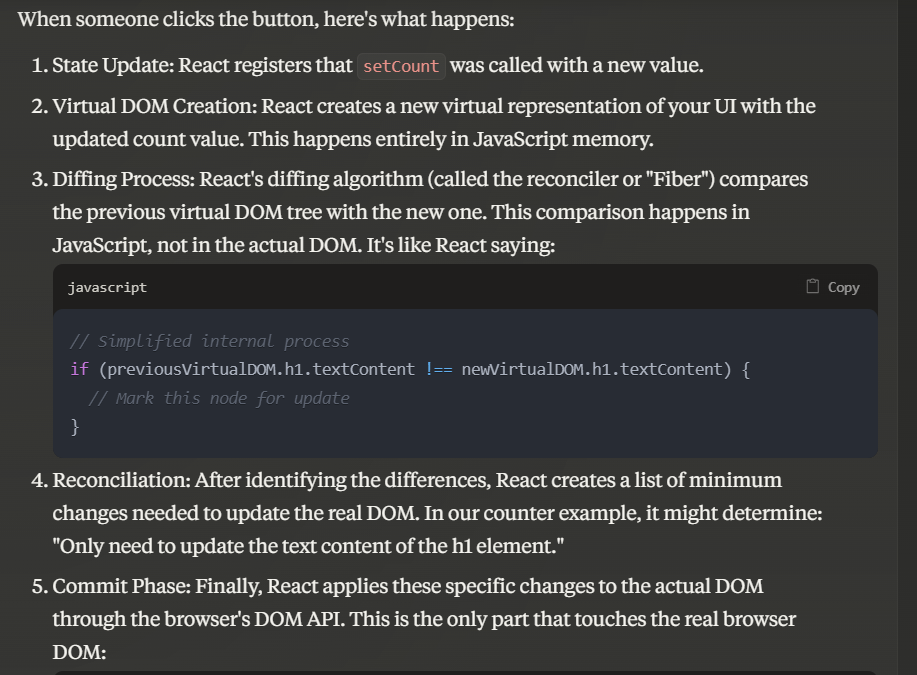 When someone clicks the button, here's what happens:
1. State Update: React registers that setCount was called with a new value.
2. Virtual DOM Creation: React creates a new virtual representation of your UI with the
updated count value. This happens entirely in JavaScript memory.
3. Diffing Process: React's diffing algorithm (called the reconciler or "Fiber") compares
the previous virtual DOM tree with the new one. This comparison happens in
JavaScript, not in the actual DOM. It's like React saying:
javascript Copy
// Simplified internal process
if (previousVirtualDOM.h1.textContent !== newVirtualDOM.h1.textContent) {
// Mark this node for update
}
4. Reconciliation: After identifying the differences, React creates a list of minimum
changes needed to update the real DOM. In our counter example, it might determine:
"Only need to update the text content of the h1 element."
5. Commit Phase: Finally, React applies these specific changes to the actual DOM
through the browser's DOM API. This is the only part that touches the real browser
DOM: